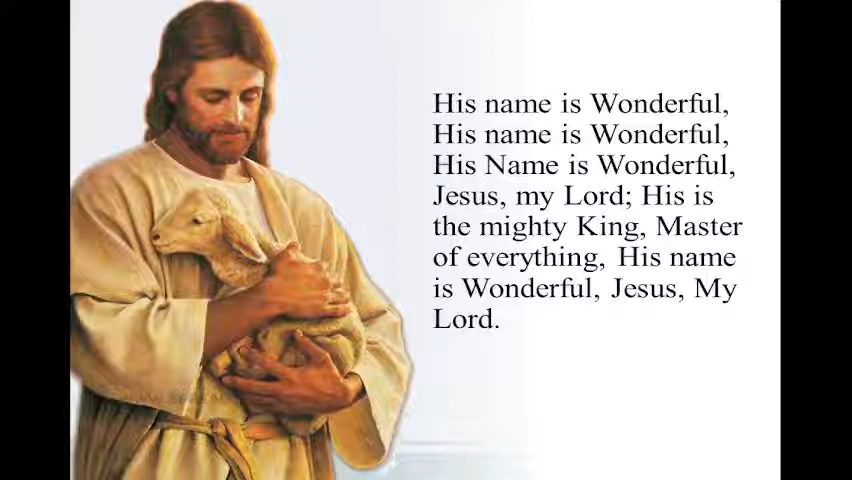 His name is Wonderful,
His name is Wonderful,
His Name is Wonderful,
Jesus, my Lord; His is
the mighty King, Master
of everything, His name
is Wonderful, Jesus, My
Lord.